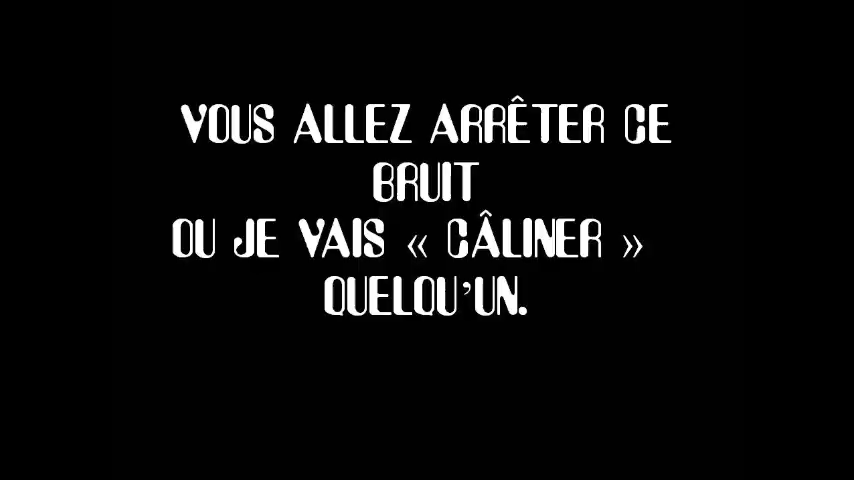 VOUS ALLEZ ARRÊTER CE
BRUIT
OU JE VAIS « CÂLINER »
QUELQU'UN.